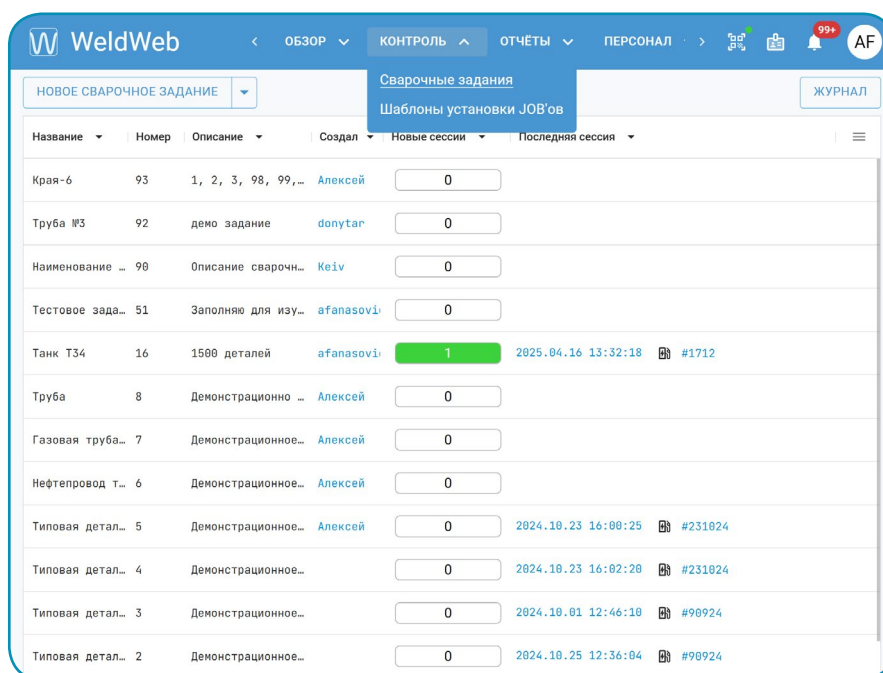 WeldWeb ОБЗОР КОНТРОЛЬ ОТЧЁТЫ ПЕРСОНАЛ 99+ AF
Сварочные задания
Шаблоны установки JOB'ов
НОВОЕ СВАРОЧНОЕ ЗАДАНИЕ ЖУРНАЛ
Название Номер Описание Создал Новые сессии Последняя сессия
Края-6 93 1, 2, 3, 98, 99,… Алексей 0
Труба №3 92 демо задание donytar 0
Наименование … 90 Описание сварочн… Keiv 0
Тестовое зада… 51 Заполняю для изу… afanasovi 0
Танк Т34 16 1500 деталей afanasovi 1 2025.04.16 13:32:18 #1712
Труба 8 Демонстрационно … Алексей 0
Газовая труба… 7 Демонстрационное… Алексей 0
Нефтепровод т… 6 Демонстрационное… Алексей 0
Типовая детал… 5 Демонстрационное… Алексей 0 2024.10.23 16:00:25 #231024
Типовая детал… 4 Демонстрационное… 0 2024.10.23 16:02:20 #231024
Типовая детал… 3 Демонстрационное… 0 2024.10.01 12:46:10 #90924
Типовая детал… 2 Демонстрационное… 0 2024.10.25 12:36:04 #90924